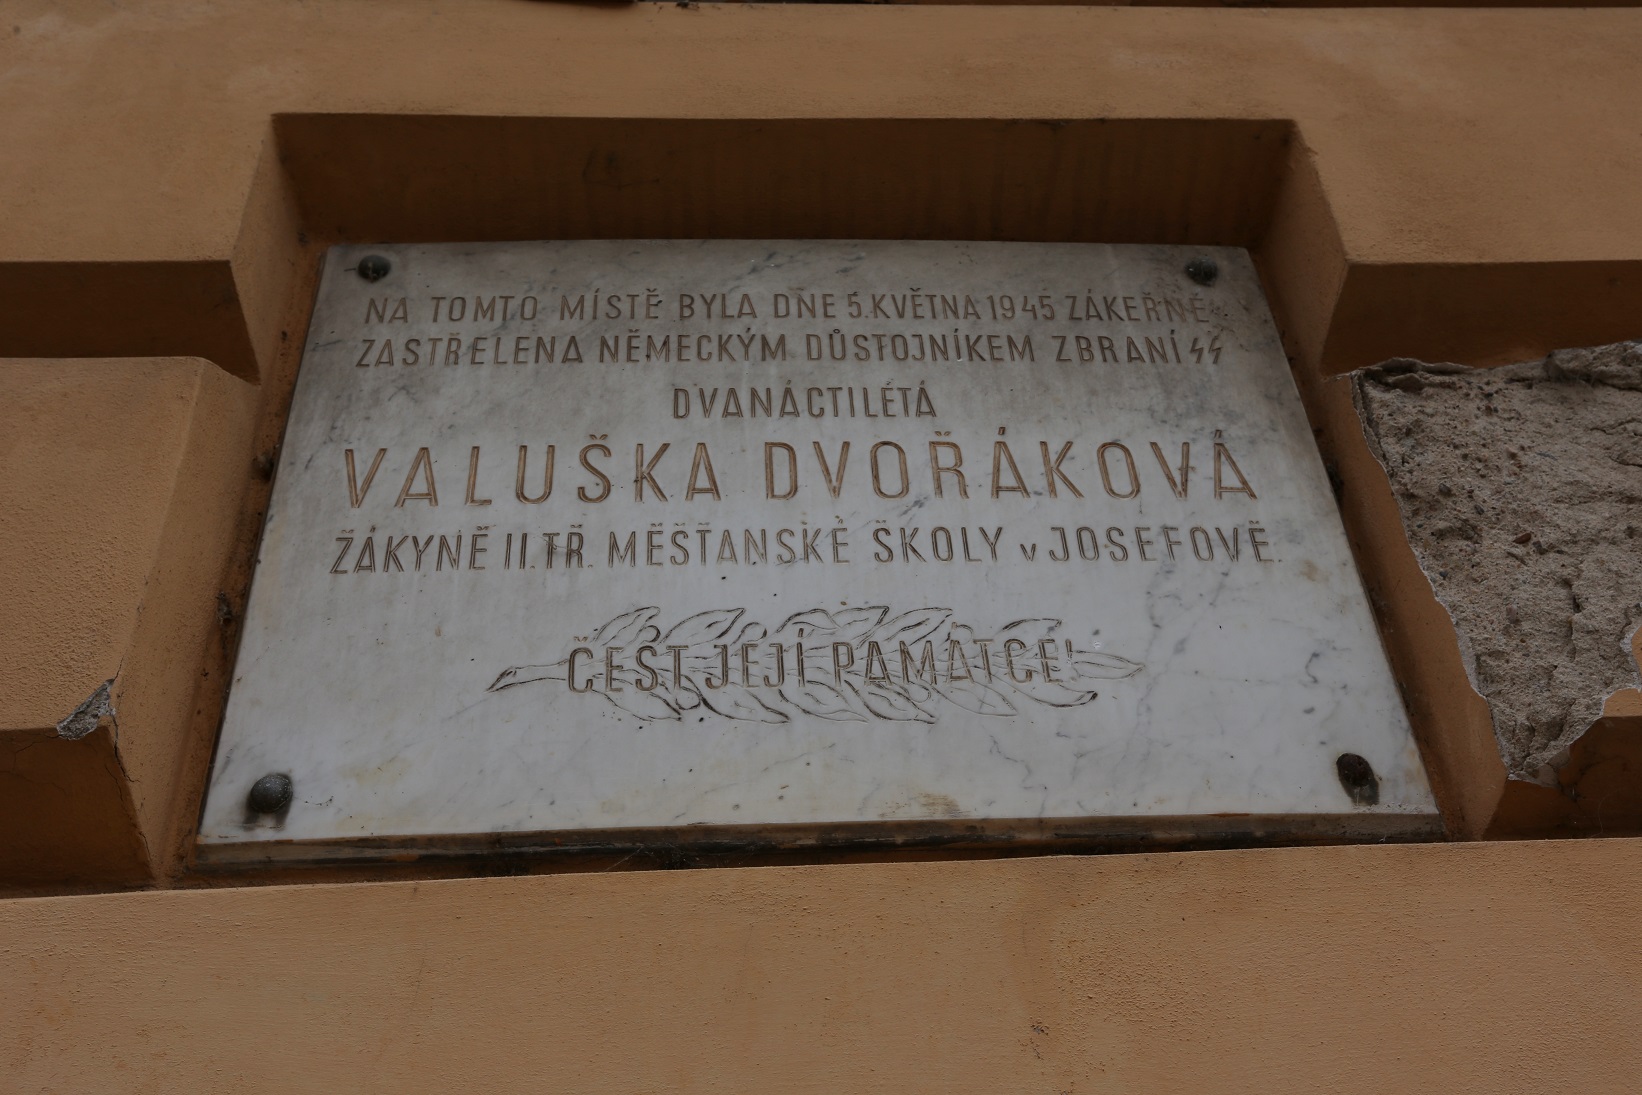 NA TOMTO MÍSTĚ BYLA DNE 5.KVĚTNA 1945 ZÁKEŘNĚ
ZASTŘELENA NĚMECKÝM DŮSTOJNÍKEM ZBRANÍ SS
DVANÁCTILÉTÁ
VALUŠKA DVOŘÁKOVÁ
ŽÁKYNĚ II.TŘ. MĚŠŤANSKÉ ŠKOLY v JOSEFOVĚ.
ČEST JEJÍ PAMÁTCE!